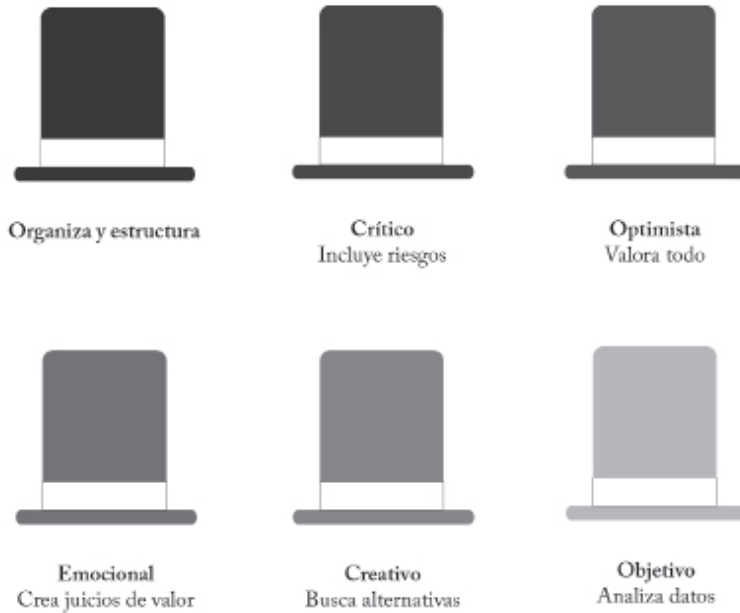 Organiza y estructura
Crítico
Incluye riesgos
Optimista
Valora todo
Emocional
Crea juicios de valor
Creativo
Busca alternativas
Objetivo
Analiza datos